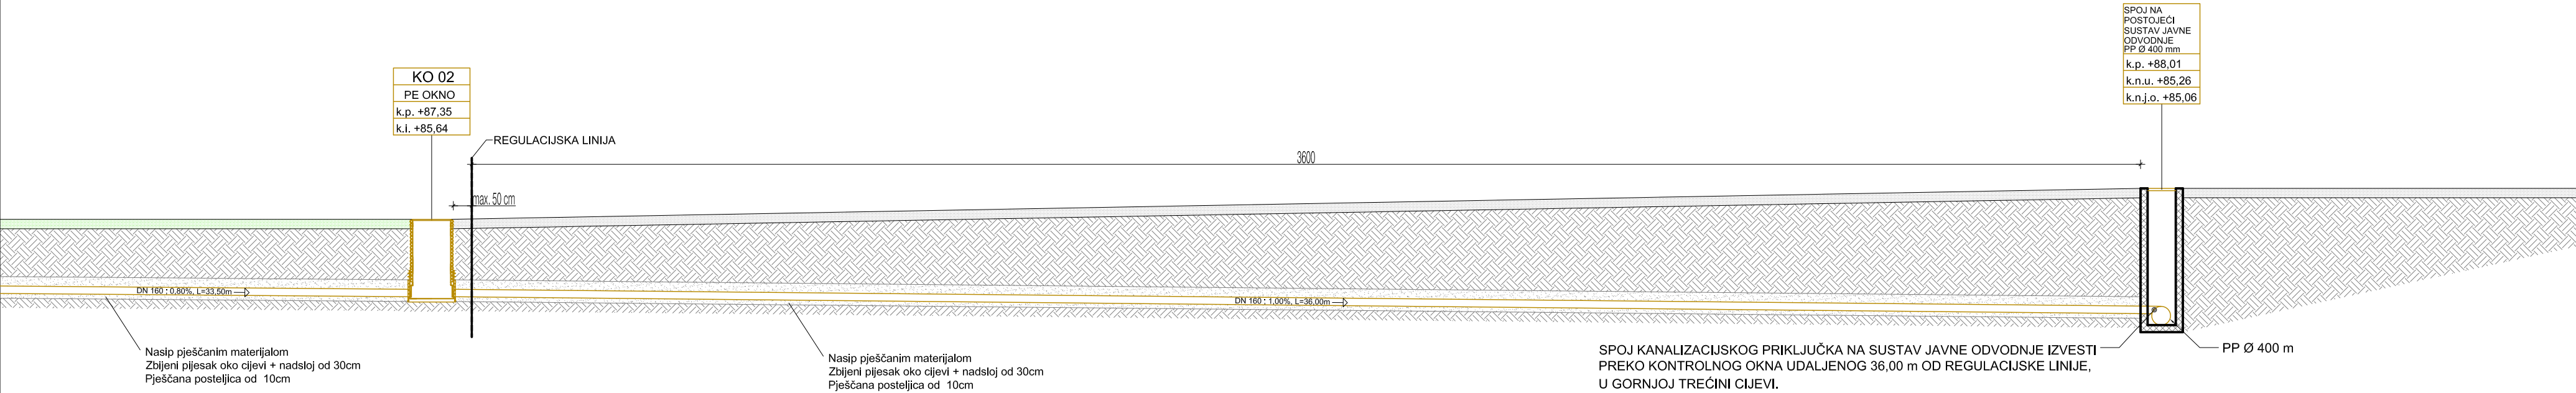 KO 02
PE OKNO
k.p. +87,35
k.i. +85,64
REGULACIJSKA LINIJA
max. 50 cm
3600
SPOJ NA
POSTOJEĆI
SUSTAV JAVNE
ODVODNJE
PP Ø 400 mm
k.p. +88,01
k.n.u. +85,26
k.n.j.o. +85,06
DN 160 : 0,80%, L=33,50m
DN 160 : 1,00%, L=36,00m
Nasip pješčanim materijalom
Zbijeni pijesak oko cijevi + nadsloj od 30cm
Pješčana posteljica od 10cm
Nasip pješčanim materijalom
Zbijeni pijesak oko cijevi + nadsloj od 30cm
Pješčana posteljica od 10cm
SPOJ KANALIZACIJSKOG PRIKLJUČKA NA SUSTAV JAVNE ODVODNJE IZVESTI
PREKO KONTROLNOG OKNA UDALJENOG 36,00 m OD REGULACIJSKE LINIJE,
U GORNJOJ TREĆINI CIJEVI.
PP Ø 400 m